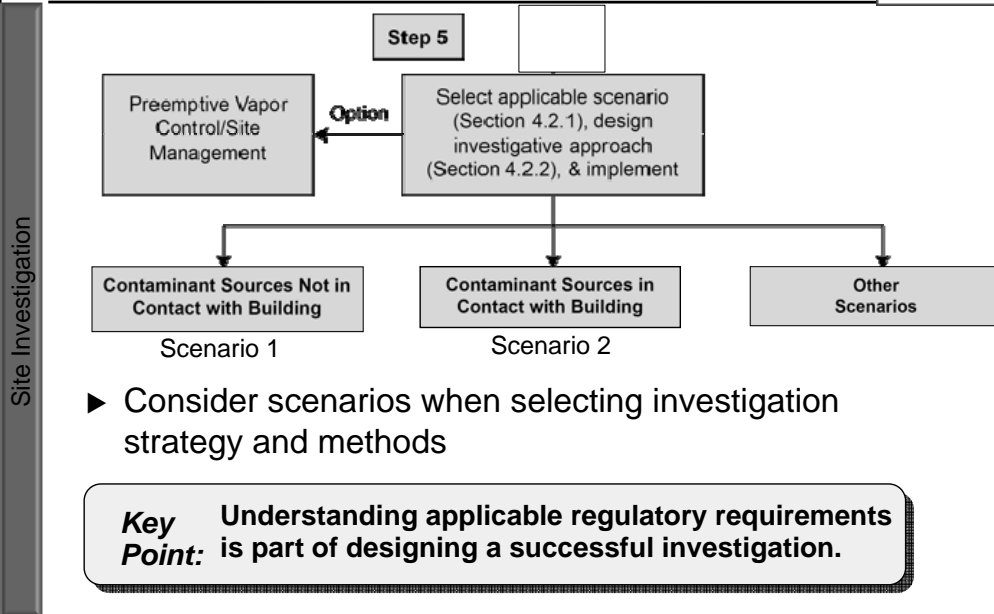 Step 5
Preemptive Vapor
Control/Site
Management
Option
Select applicable scenario
(Section 4.2.1), design
investigative approach
(Section 4.2.2), & implement
Contaminant Sources Not in
Contact with Building
Contaminant Sources in
Contact with Building
Other
Scenarios
Scenario 1
Scenario 2
Site Investigation
▶ Consider scenarios when selecting investigation
strategy and methods
Key Point: Understanding applicable regulatory requirements
is part of designing a successful investigation.